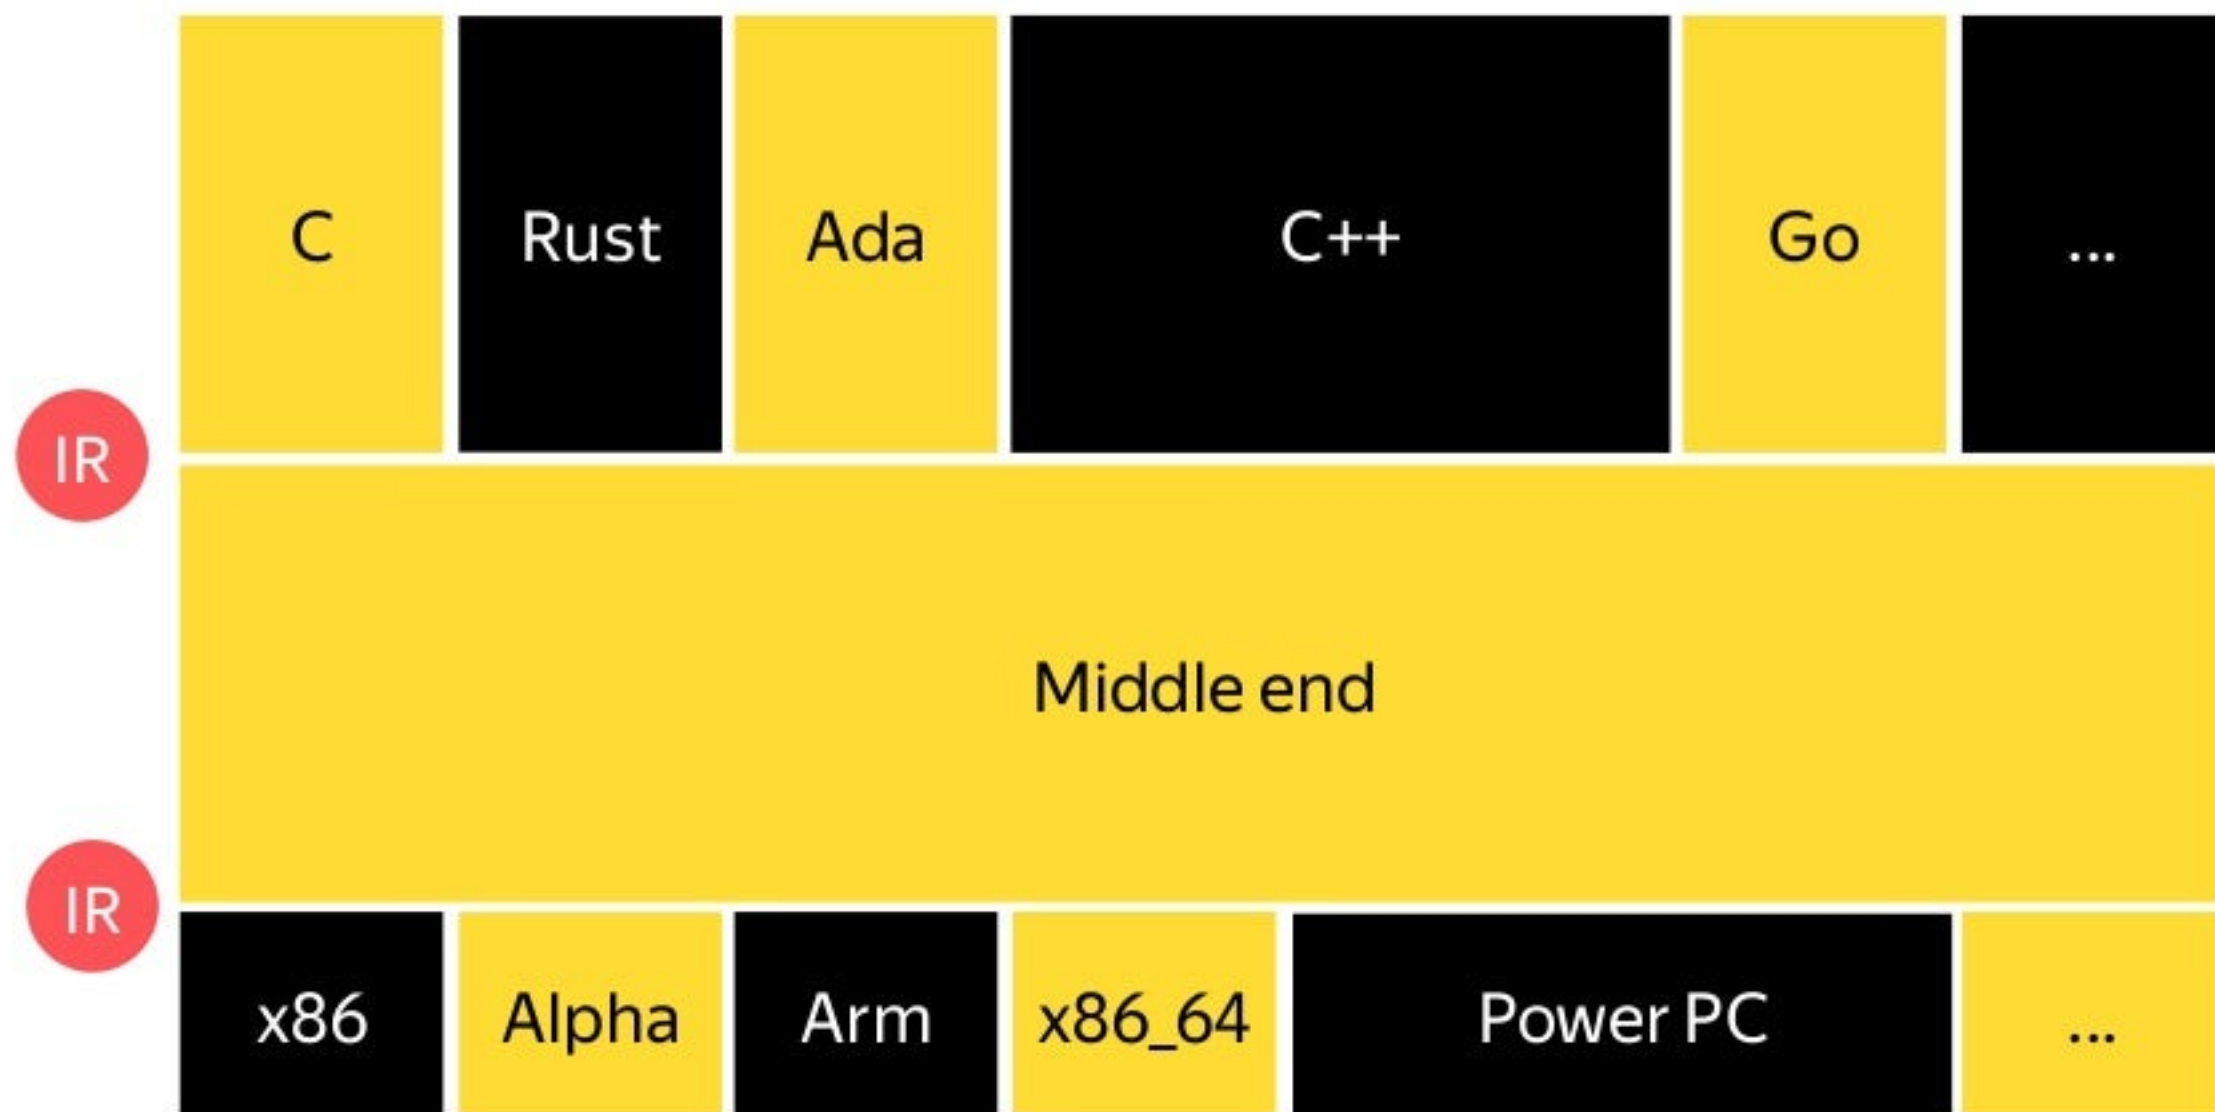 C
Rust
Ada
C++
Go
...
IR
Middle end
IR
x86
Alpha
Arm
x86_64
Power PC
...